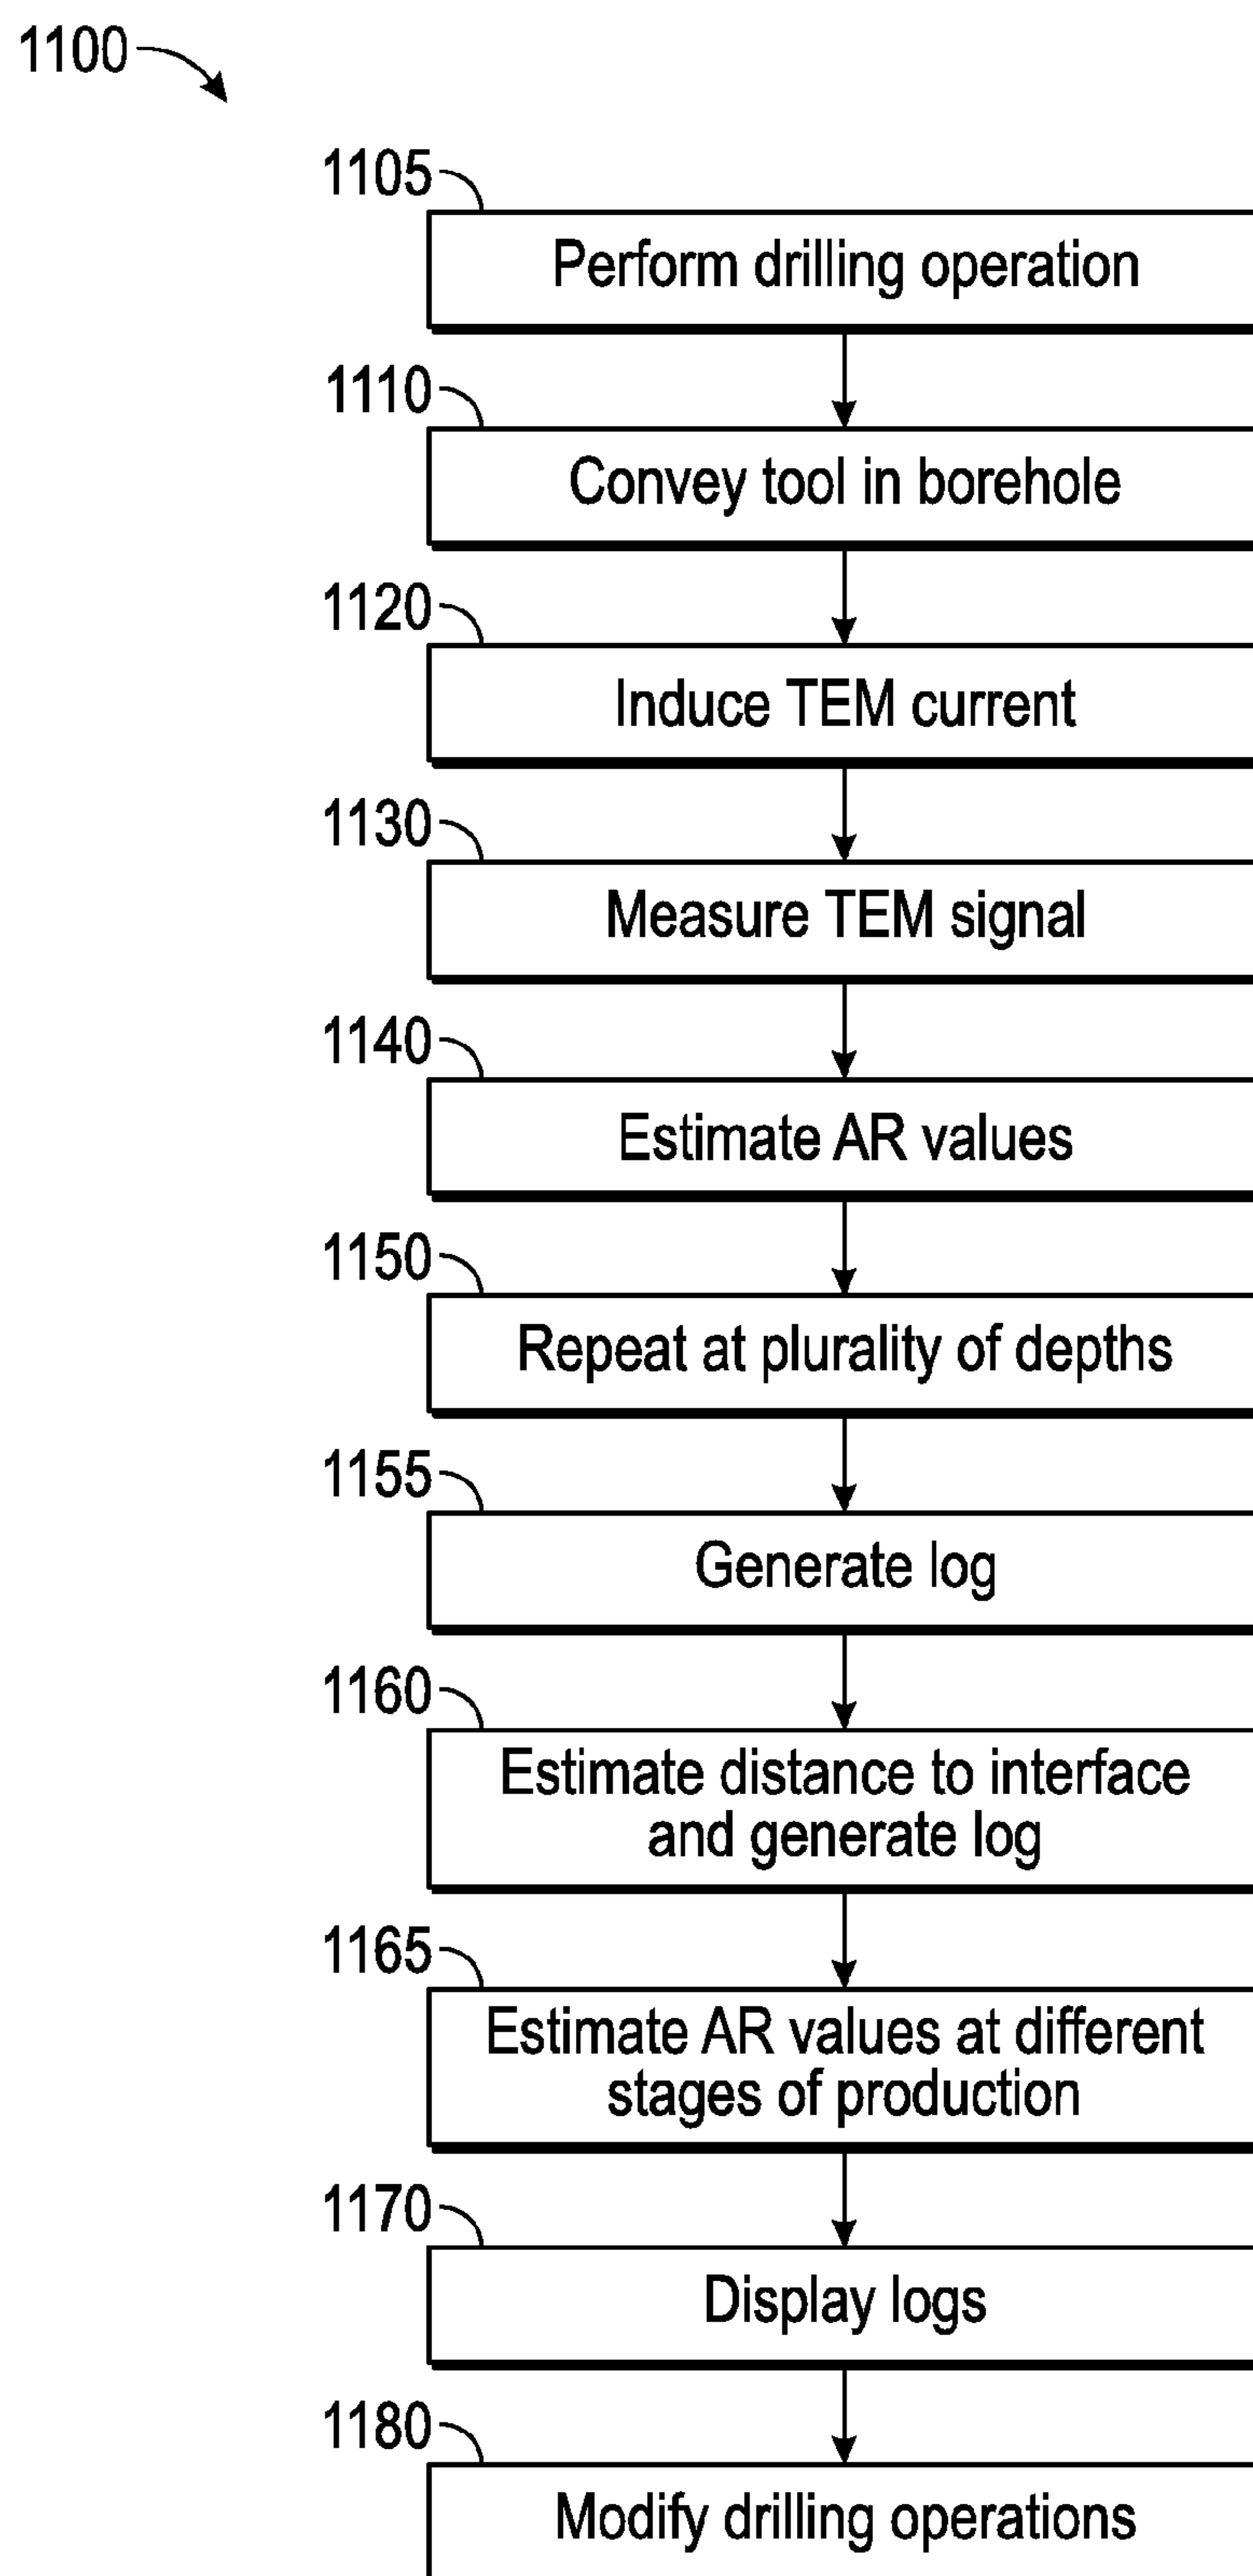 1100
1105
Perform drilling operation
1110
Convey tool in borehole
1120
Induce TEM current
1130
Measure TEM signal
1140
Estimate AR values
1150
Repeat at plurality of depths
1155
Generate log
1160
Estimate distance to interface
and generate log
1165
Estimate AR values at different
stages of production
1170
Display logs
1180
Modify drilling operations